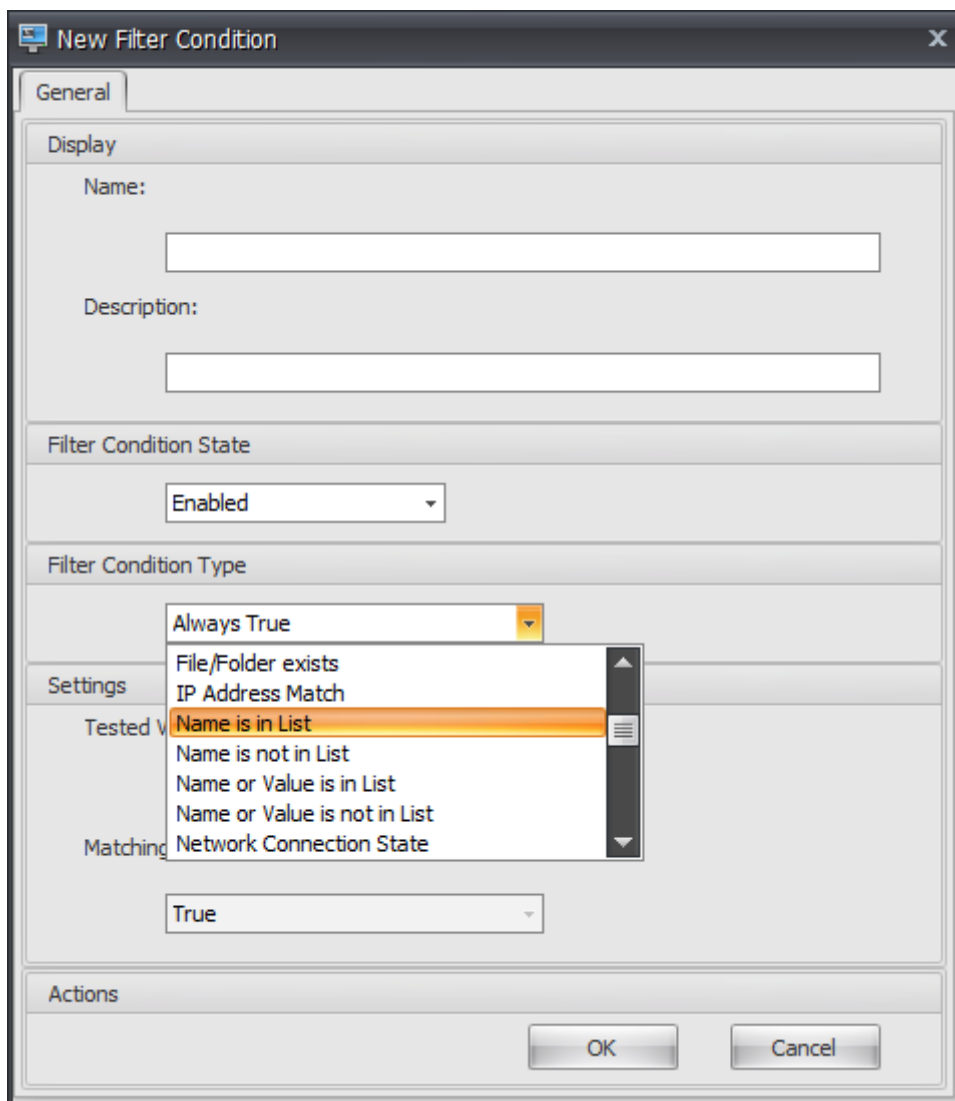 New Filter Condition
General
Display
Name:
Description:
Filter Condition State
Enabled
Filter Condition Type
Always True
File/Folder exists
IP Address Match
Name is in List
Name is not in List
Name or Value is in List
Name or Value is not in List
Network Connection State
Settings
Tested
Matching
True
Actions
OK
Cancel